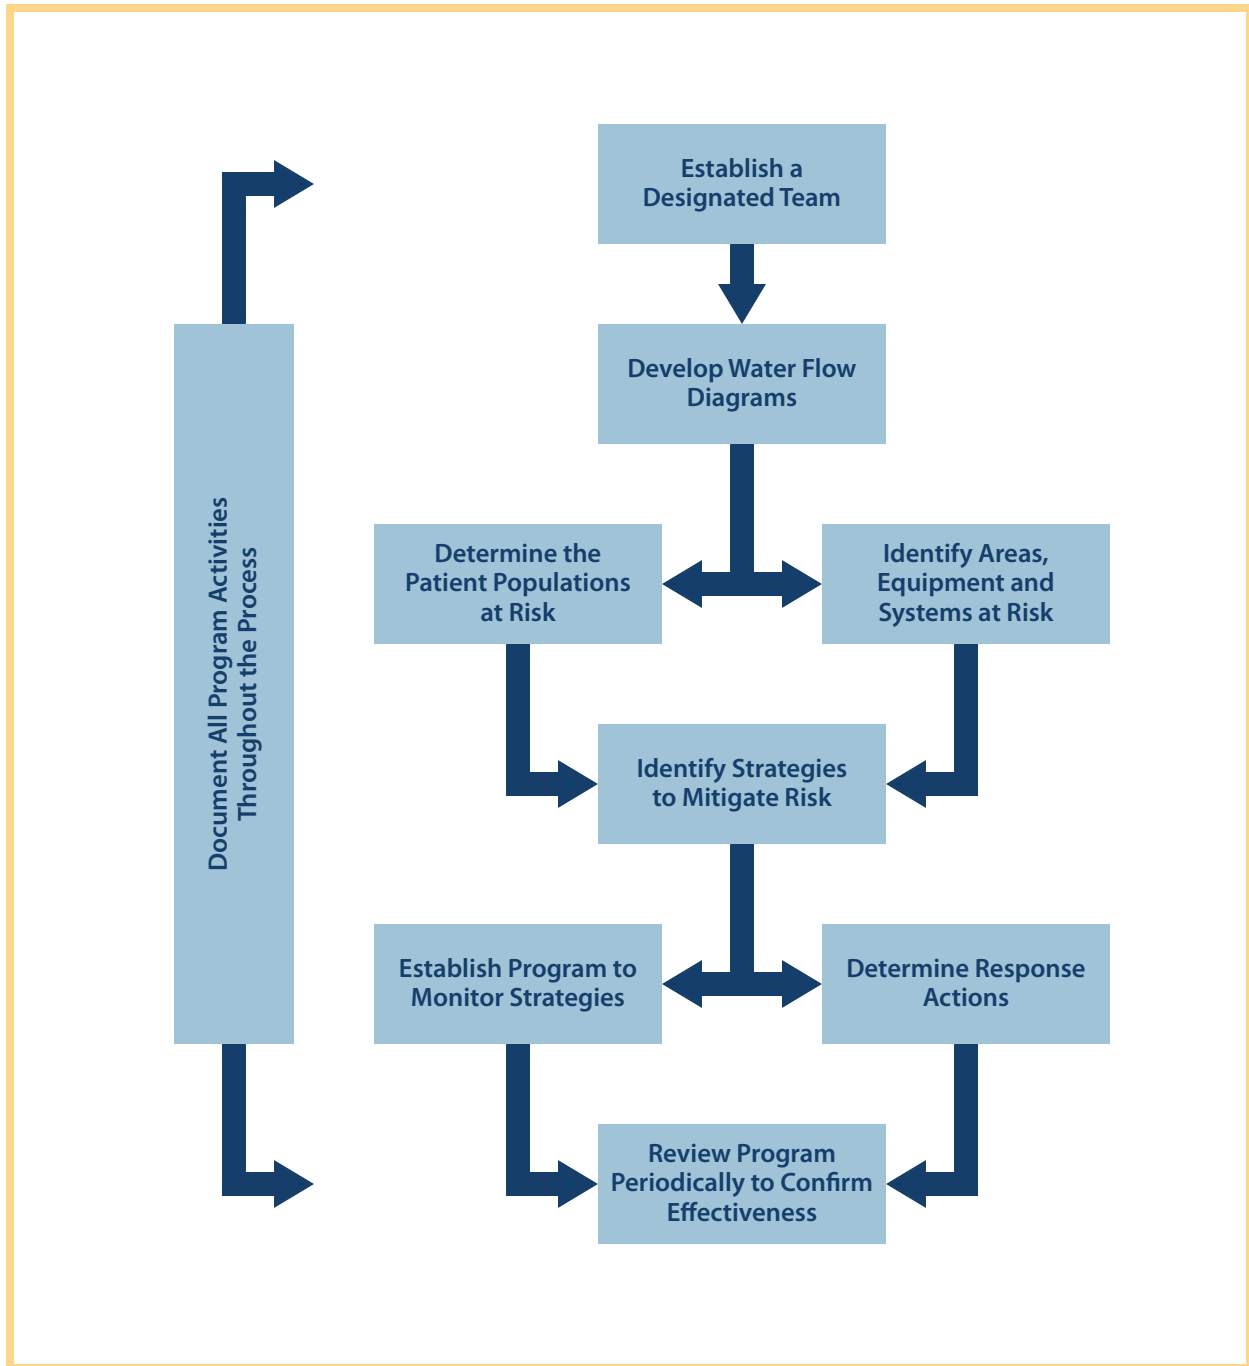 Establish a
Designated Team
Develop Water Flow
Diagrams
Document All Program Activities
Throughout the Process
Determine the
Patient Populations
at Risk
Identify Areas,
Equipment and
Systems at Risk
Identify Strategies
to Mitigate Risk
Establish Program to
Monitor Strategies
Determine Response
Actions
Review Program
Periodically to Confirm
Effectiveness